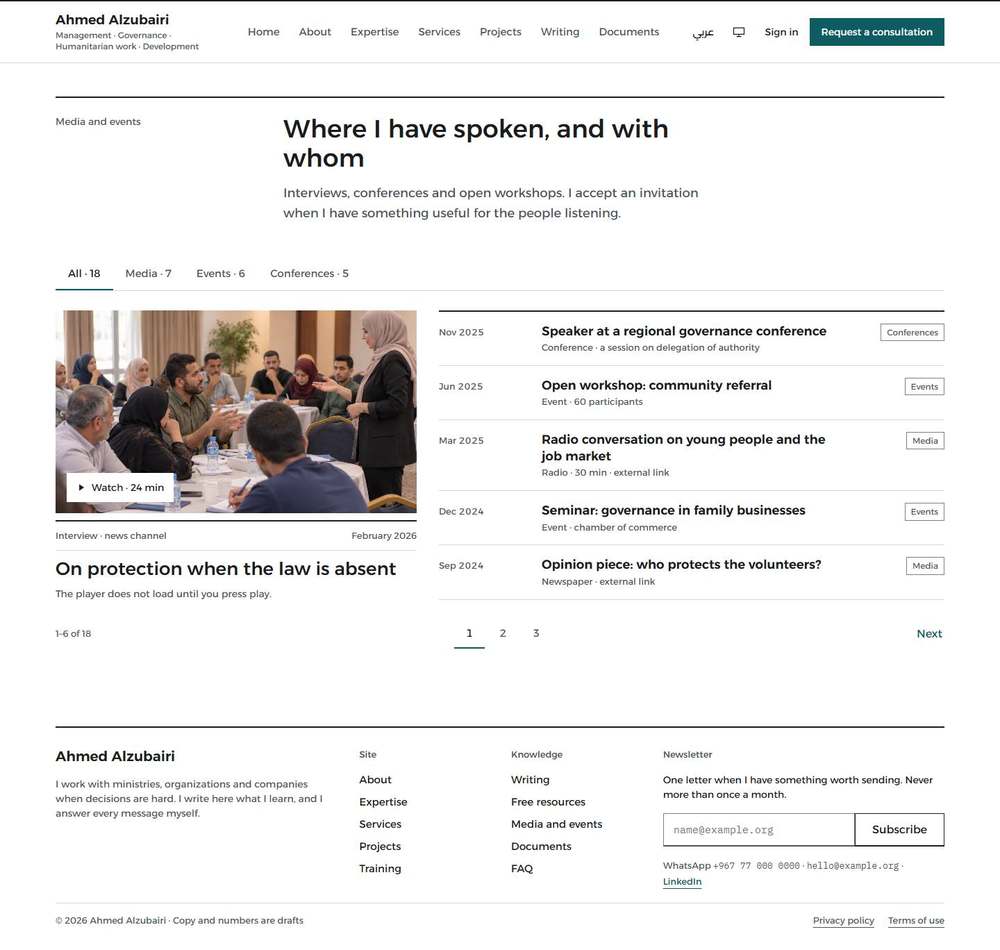 Ahmed Alzubairi
Management · Governance ·
Humanitarian work · Development
Home
About
Expertise
Services
Projects
Writing
Documents
عربي
Sign in
Request a consultation
Media and events
Where I have spoken, and with
whom
Interviews, conferences and open workshops. I accept an invitation
when I have something useful for the people listening.
All · 18
Media · 7
Events · 6
Conferences · 5
Watch · 24 min
Interview · news channel
February 2026
On protection when the law is absent
The player does not load until you press play.
Nov 2025
Speaker at a regional governance conference
Conference · a session on delegation of authority
Conferences
Jun 2025
Open workshop: community referral
Event · 60 participants
Events
Mar 2025
Radio conversation on young people and the
job market
Radio · 30 min · external link
Media
Dec 2024
Seminar: governance in family businesses
Event · chamber of commerce
Events
Sep 2024
Opinion piece: who protects the volunteers?
Newspaper · external link
Media
1–6 of 18
1
2
3
Next
Ahmed Alzubairi
I work with ministries, organizations and companies
when decisions are hard. I write here what I learn, and I
answer every message myself.
Site
About
Expertise
Services
Projects
Training
Knowledge
Writing
Free resources
Media and events
Documents
FAQ
Newsletter
One letter when I have something worth sending. Never
more than once a month.
name@example.org
Subscribe
WhatsApp +967 77 000 0000 · hello@example.org ·
LinkedIn
© 2026 Ahmed Alzubairi · Copy and numbers are drafts
Privacy policy
Terms of use